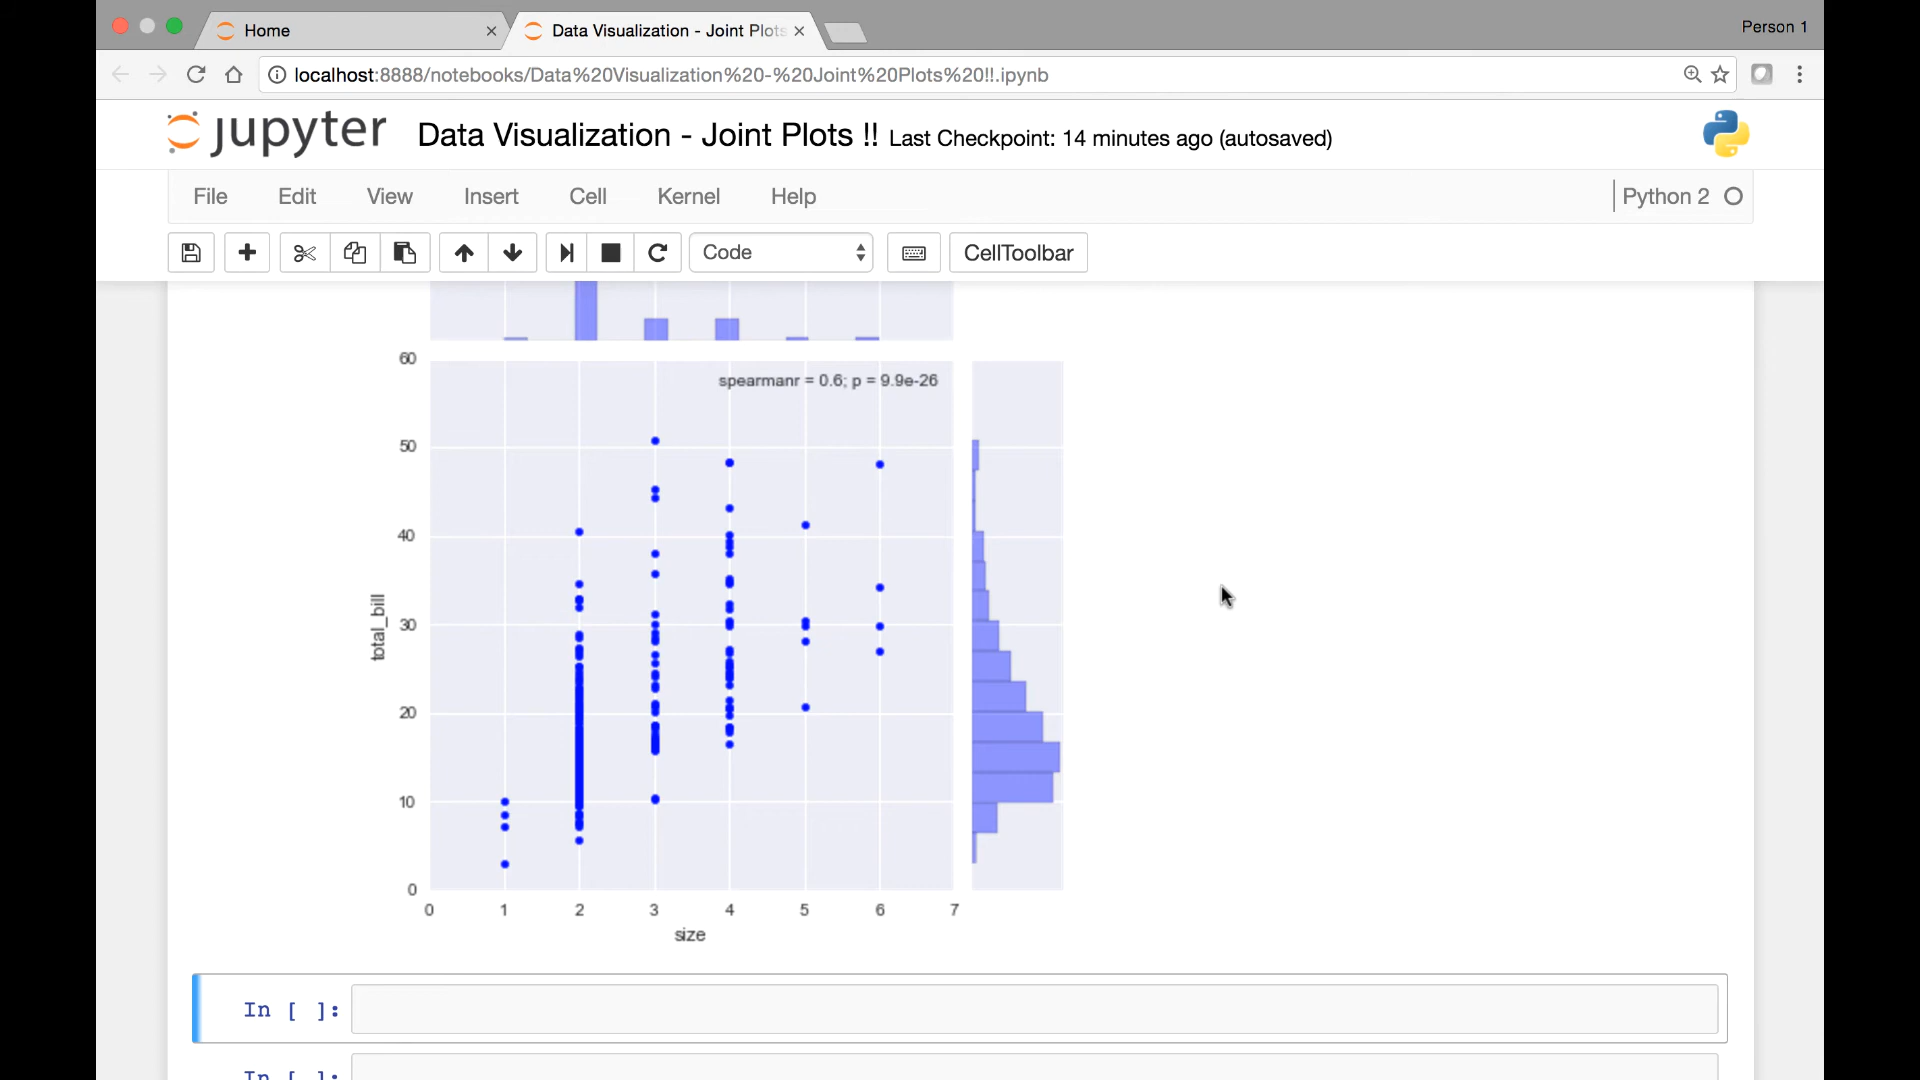 Home
Data Visualization - Joint Plots
Person 1
localhost:8888/notebooks/Data%20Visualization%20-%20Joint%20Plots%20!!.ipynb
jupyter Data Visualization - Joint Plots !! Last Checkpoint: 14 minutes ago (autosaved)
File Edit View Insert Cell Kernel Help Python 2
Code CellToolbar
60
spearmanr = 0.6; p = 9.9e-26
50
40
total_bill
30
20
10
0
0 1 2 3 4 5 6 7
size
In [ ]:
In [ ]: